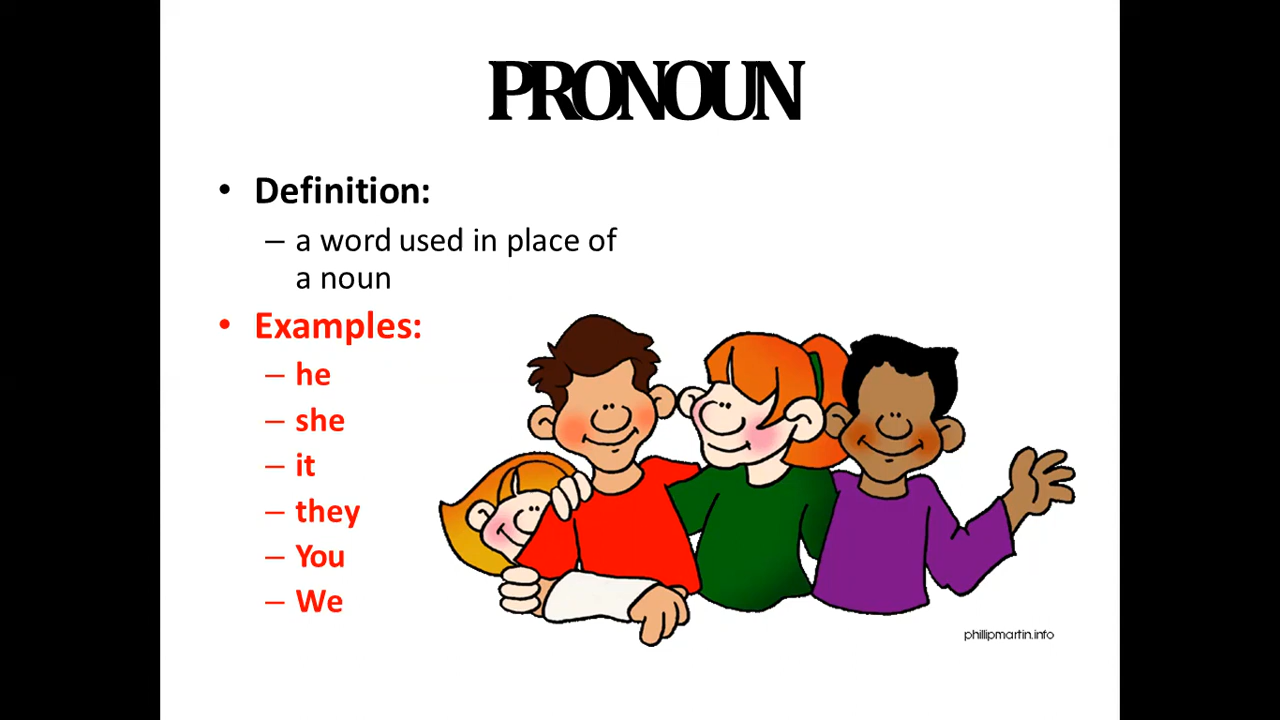 PRONOUN
• Definition:
– a word used in place of
a noun
• Examples:
– he
– she
– it
– they
– You
– We
phillipmartin.info